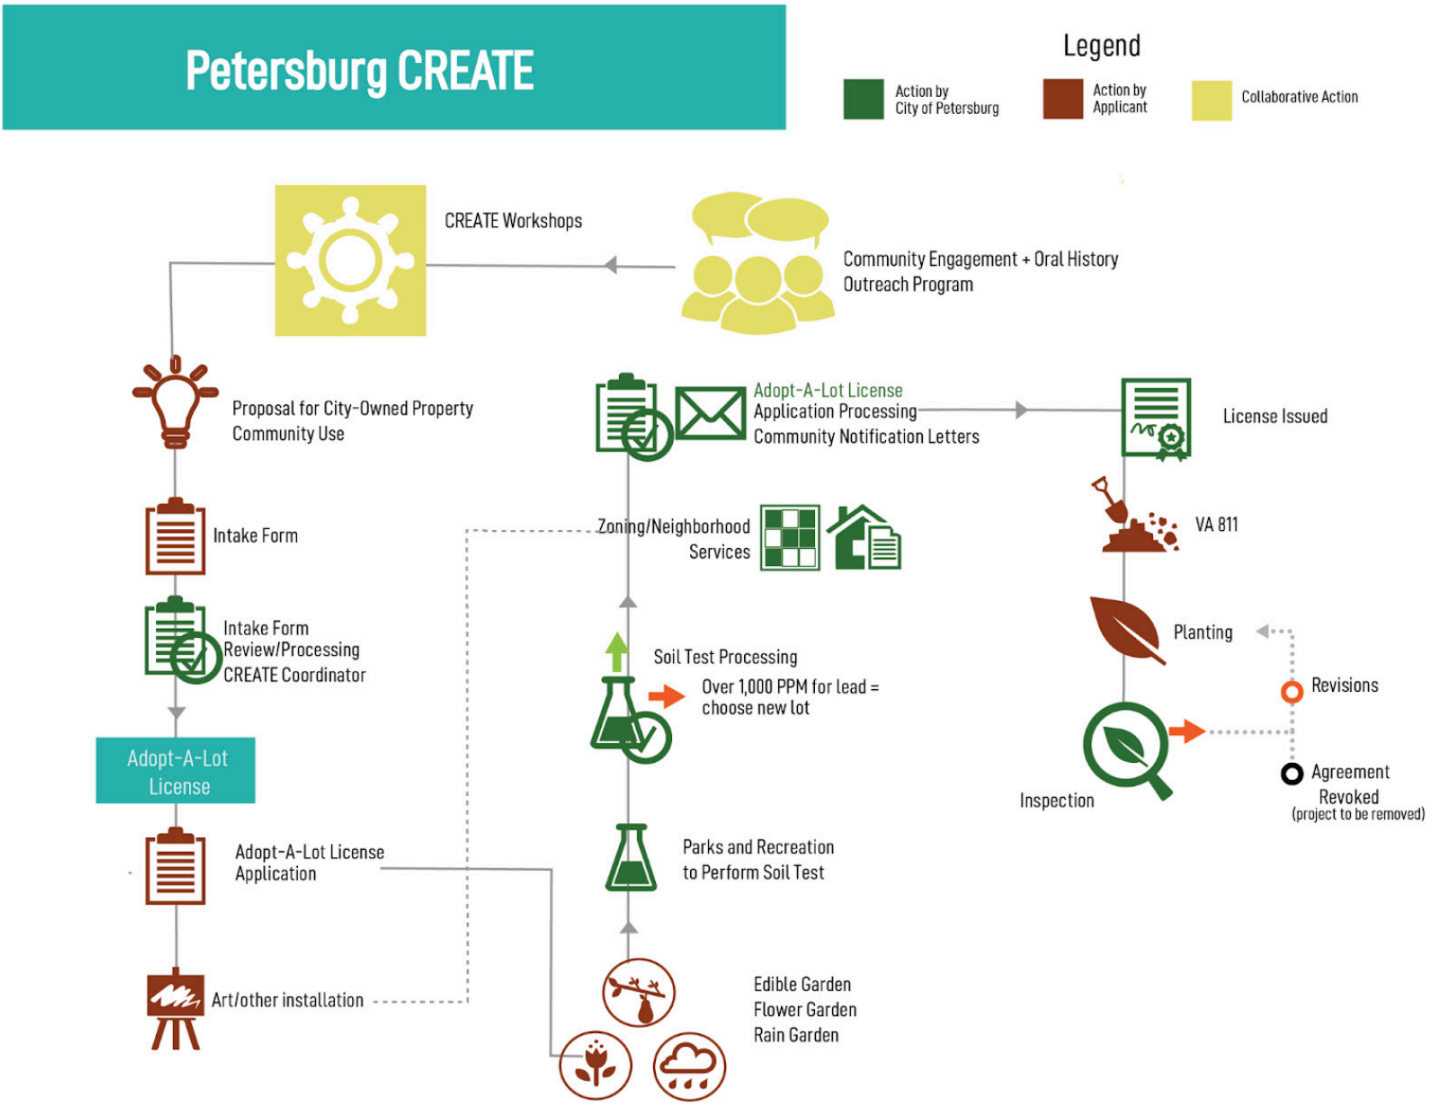 Petersburg CREATE
Legend
Action by
City of Petersburg
Action by
Applicant
Collaborative Action
CREATE Workshops
Community Engagement + Oral History
Outreach Program
Proposal for City-Owned Property
Community Use
Intake Form
Intake Form
Review/Processing
CREATE Coordinator
Adopt-A-Lot
License
Adopt-A-Lot License
Application
Art/other installation
Edible Garden
Flower Garden
Rain Garden
Parks and Recreation
to Perform Soil Test
Soil Test Processing
Over 1,000 PPM for lead =
choose new lot
Zoning/Neighborhood
Services
Adopt-A-Lot License
Application Processing
Community Notification Letters
License Issued
VA 811
Planting
Revisions
Inspection
Agreement
Revoked
(project to be removed)